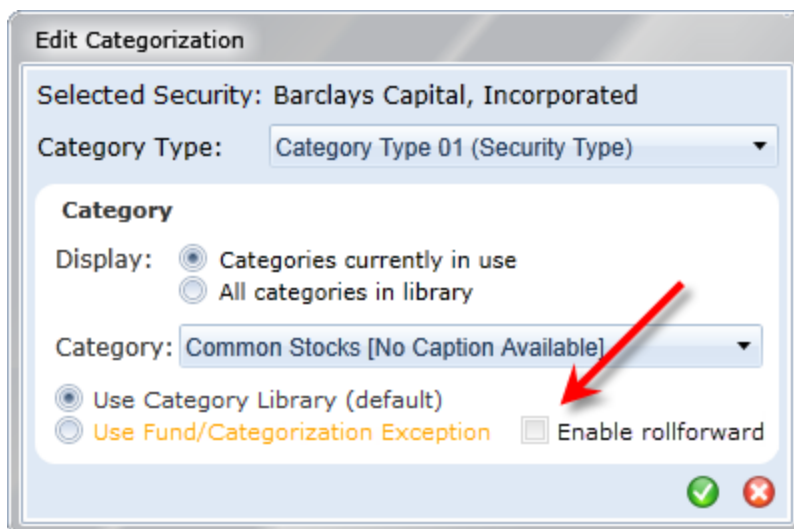 Edit Categorization
Selected Security: Barclays Capital, Incorporated
Category Type: Category Type 01 (Security Type)
Category
Display: Categories currently in use
All categories in library
Category: Common Stocks [No Caption Available]
Use Category Library (default)
Use Fund/Categorization Exception Enable rollforward